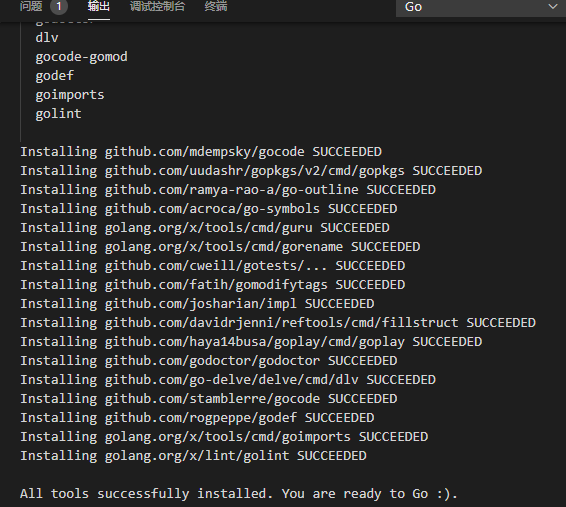 问题 1 输出 调试控制台 终端 Go
dlv
gocode-gomod
godef
goimports
golint
Installing github.com/mdempsky/gocode SUCCEEDED
Installing github.com/uudashr/gopkgs/v2/cmd/gopkgs SUCCEEDED
Installing github.com/ramya-rao-a/go-outline SUCCEEDED
Installing github.com/acroca/go-symbols SUCCEEDED
Installing golang.org/x/tools/cmd/guru SUCCEEDED
Installing golang.org/x/tools/cmd/gorename SUCCEEDED
Installing github.com/cweill/gotests/... SUCCEEDED
Installing github.com/fatih/gomodifytags SUCCEEDED
Installing github.com/josharian/impl SUCCEEDED
Installing github.com/davidrjenni/reftools/cmd/fillstruct SUCCEEDED
Installing github.com/haya14busa/goplay/cmd/goplay SUCCEEDED
Installing github.com/godoctor/godoctor SUCCEEDED
Installing github.com/go-delve/delve/cmd/dlv SUCCEEDED
Installing github.com/stamblerre/gocode SUCCEEDED
Installing github.com/rogpeppe/godef SUCCEEDED
Installing golang.org/x/tools/cmd/goimports SUCCEEDED
Installing golang.org/x/lint/golint SUCCEEDED
All tools successfully installed. You are ready to Go :).